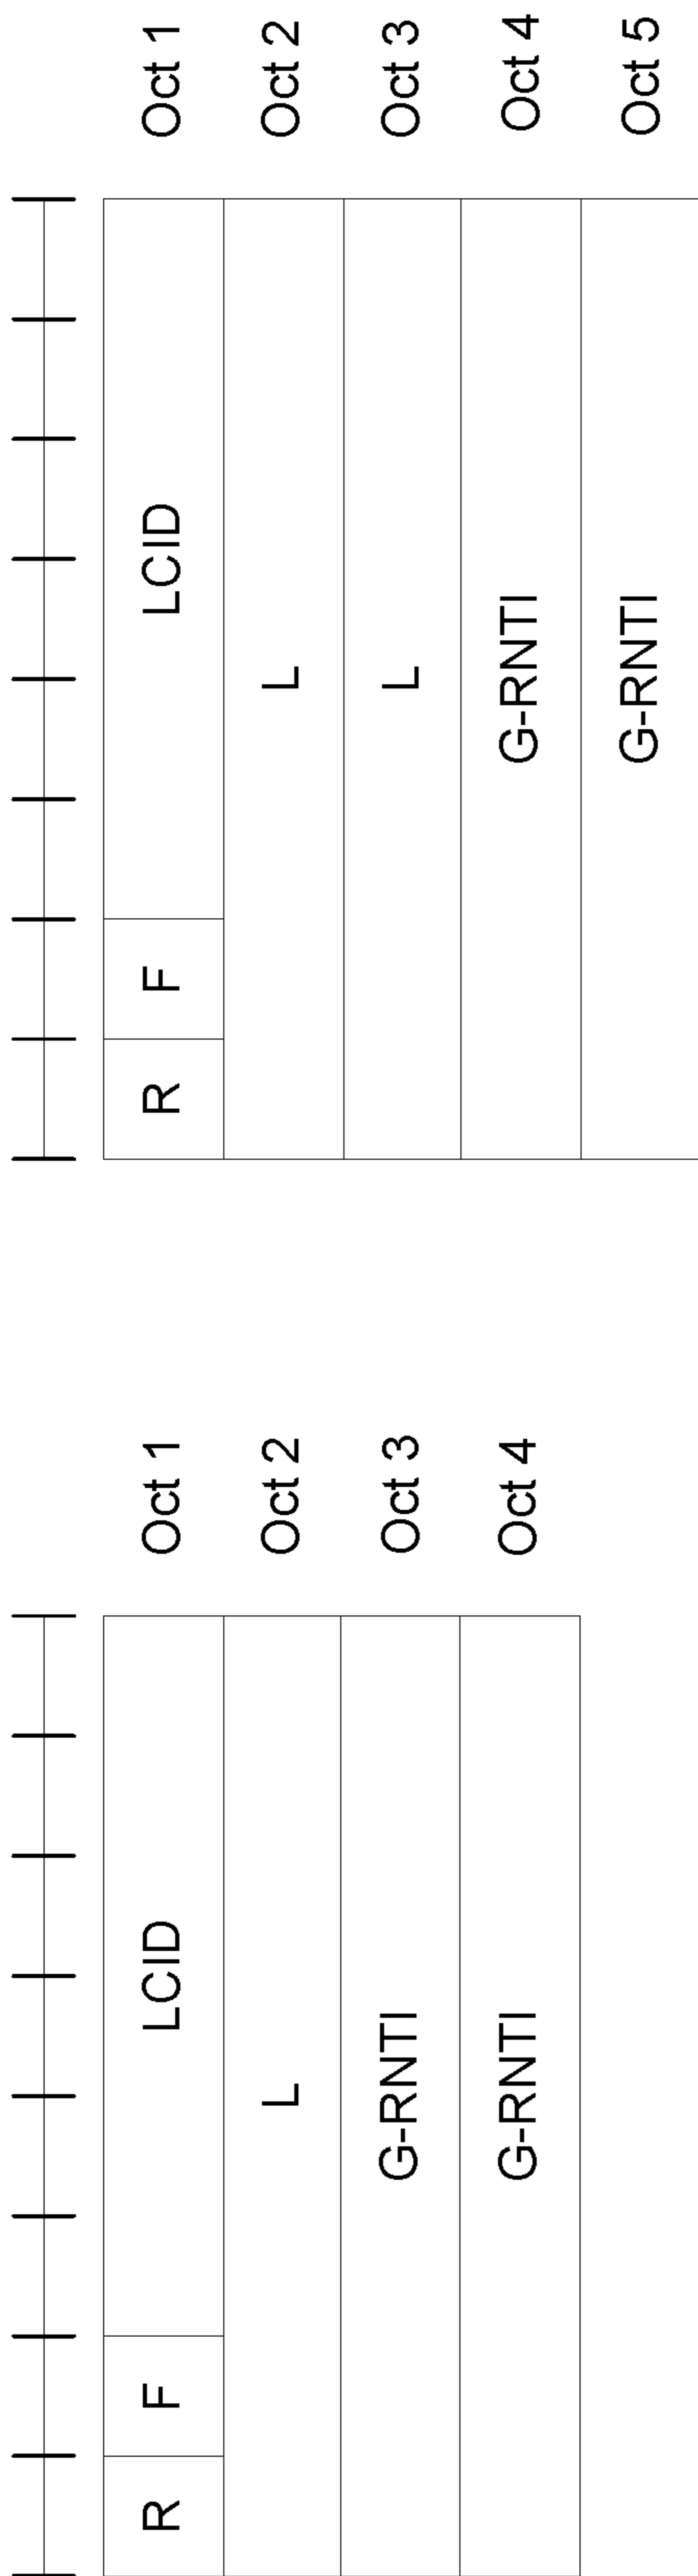 R F LCID Oct 1
L Oct 2
G-RNTI Oct 3
G-RNTI Oct 4
R F LCID Oct 1
L Oct 2
L Oct 3
G-RNTI Oct 4
G-RNTI Oct 5